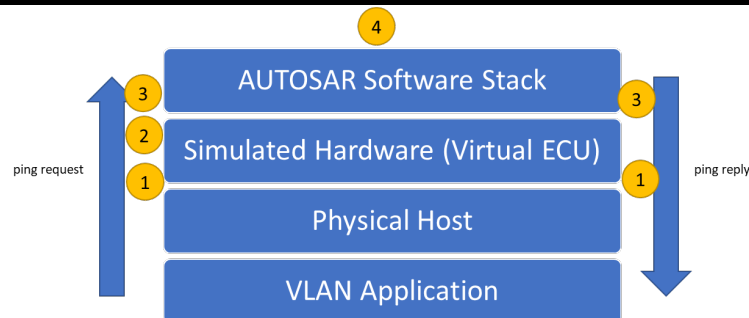 4
AUTOSAR Software Stack
3
3
2
Simulated Hardware (Virtual ECU)
ping request
1
1
ping reply
Physical Host
VLAN Application